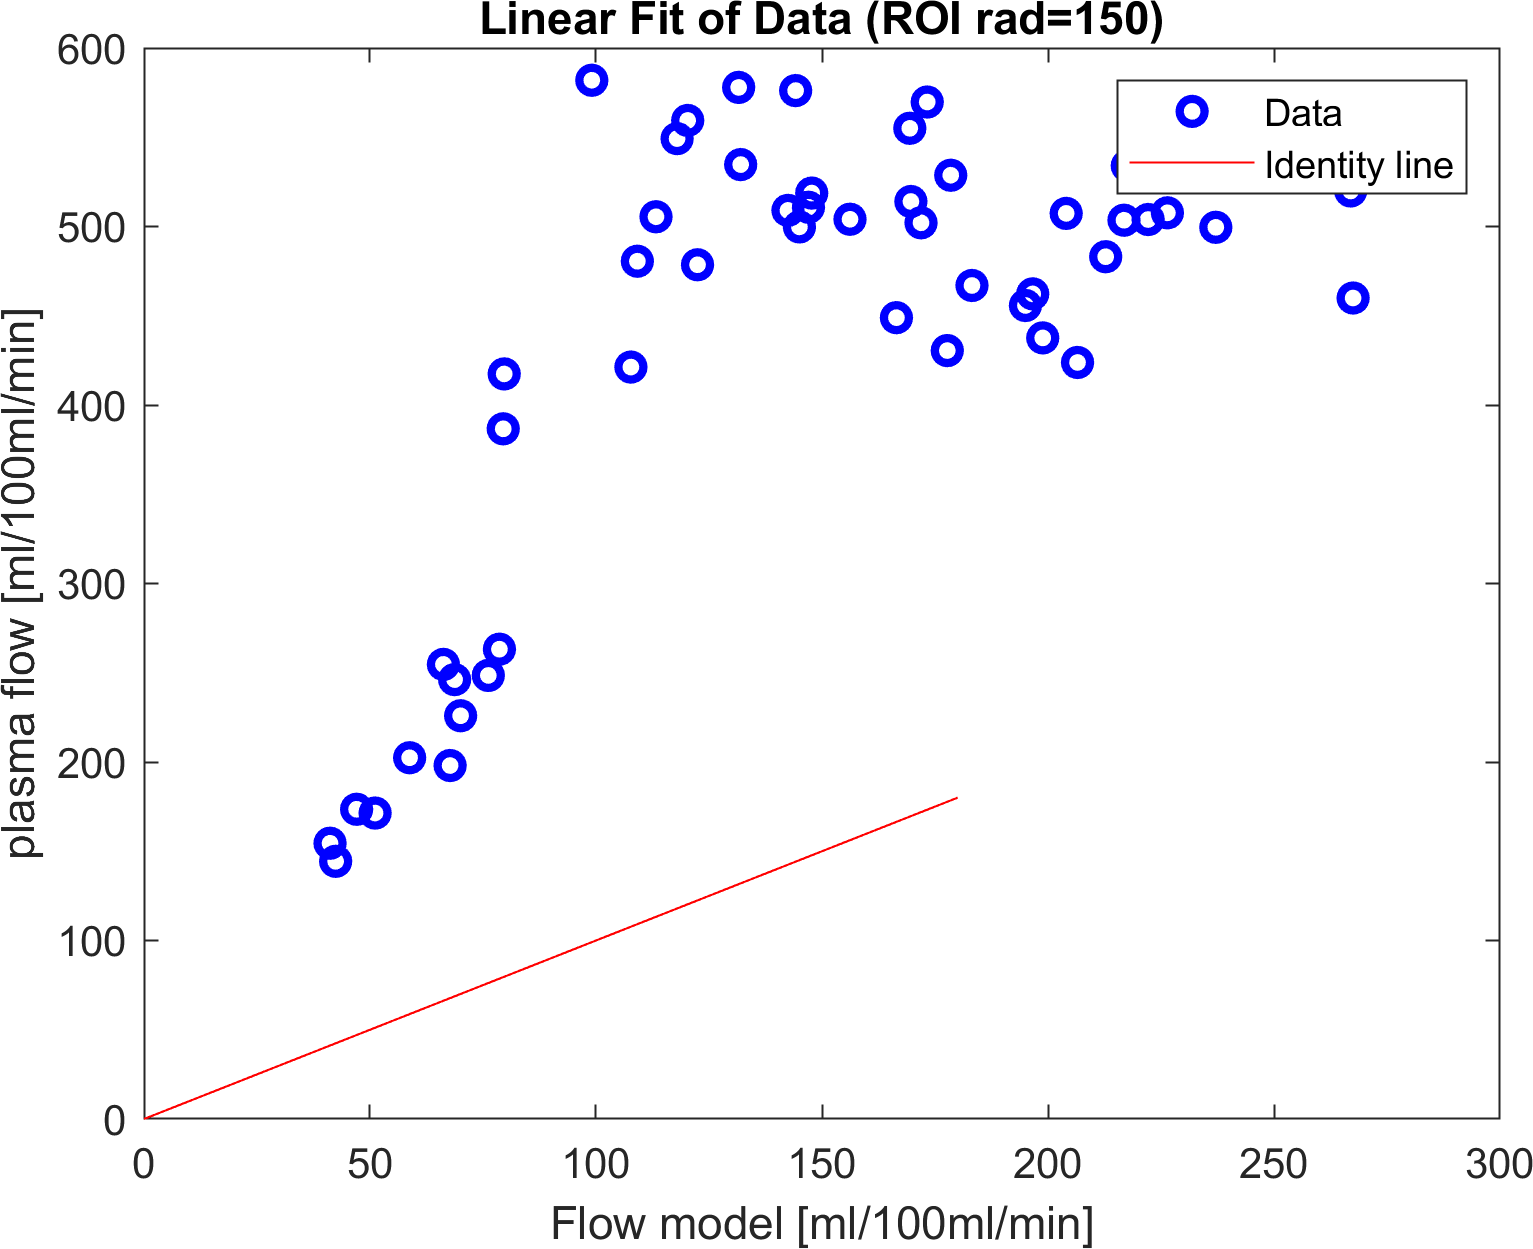 Linear Fit of Data (ROI rad=150)
600
500
400
300
200
100
0
plasma flow [ml/100ml/min]
Data
Identity line
0 50 100 150 200 250 300
Flow model [ml/100ml/min]